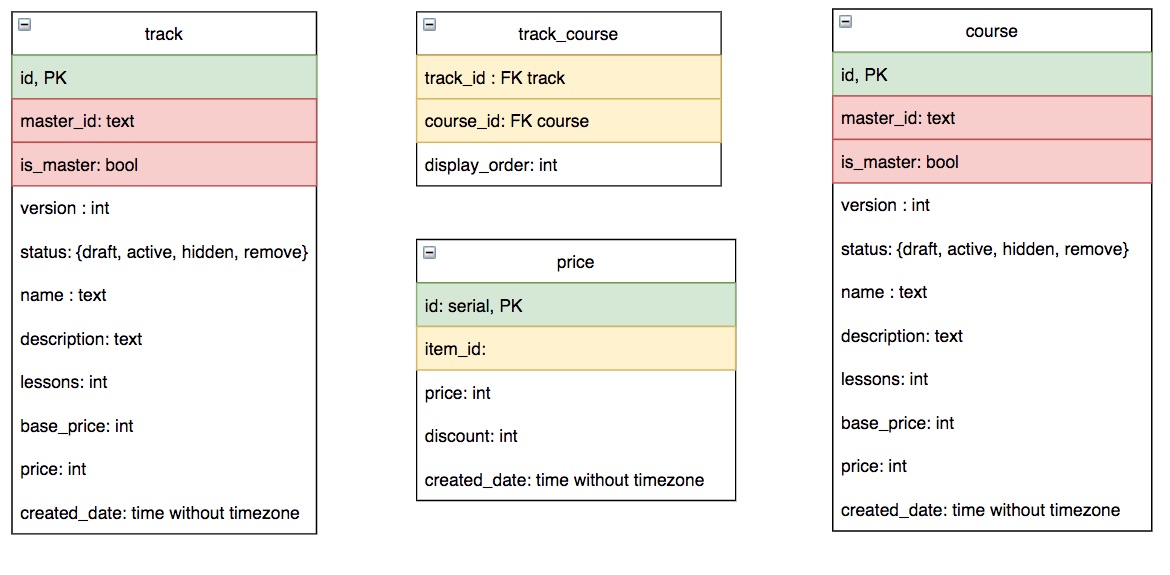 track
id, PK
master_id: text
is_master: bool
version : int
status: {draft, active, hidden, remove}
name : text
description: text
lessons: int
base_price: int
price: int
created_date: time without timezone
track_course
track_id : FK track
course_id: FK course
display_order: int
price
id: serial, PK
item_id:
price: int
discount: int
created_date: time without timezone
course
id, PK
master_id: text
is_master: bool
version : int
status: {draft, active, hidden, remove}
name : text
description: text
lessons: int
base_price: int
price: int
created_date: time without timezone